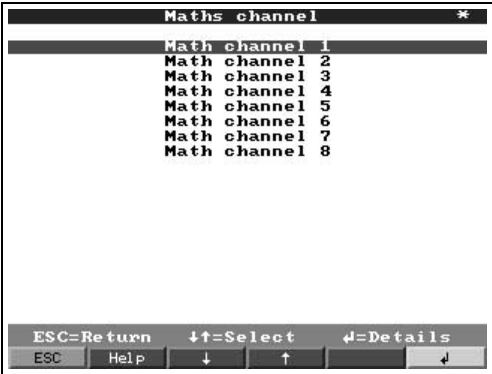 Maths channel *
Math channel 1
Math channel 2
Math channel 3
Math channel 4
Math channel 5
Math channel 6
Math channel 7
Math channel 8
ESC=Return ↓↑=Select ↲=Details
ESC Help ↓ ↑ ↲